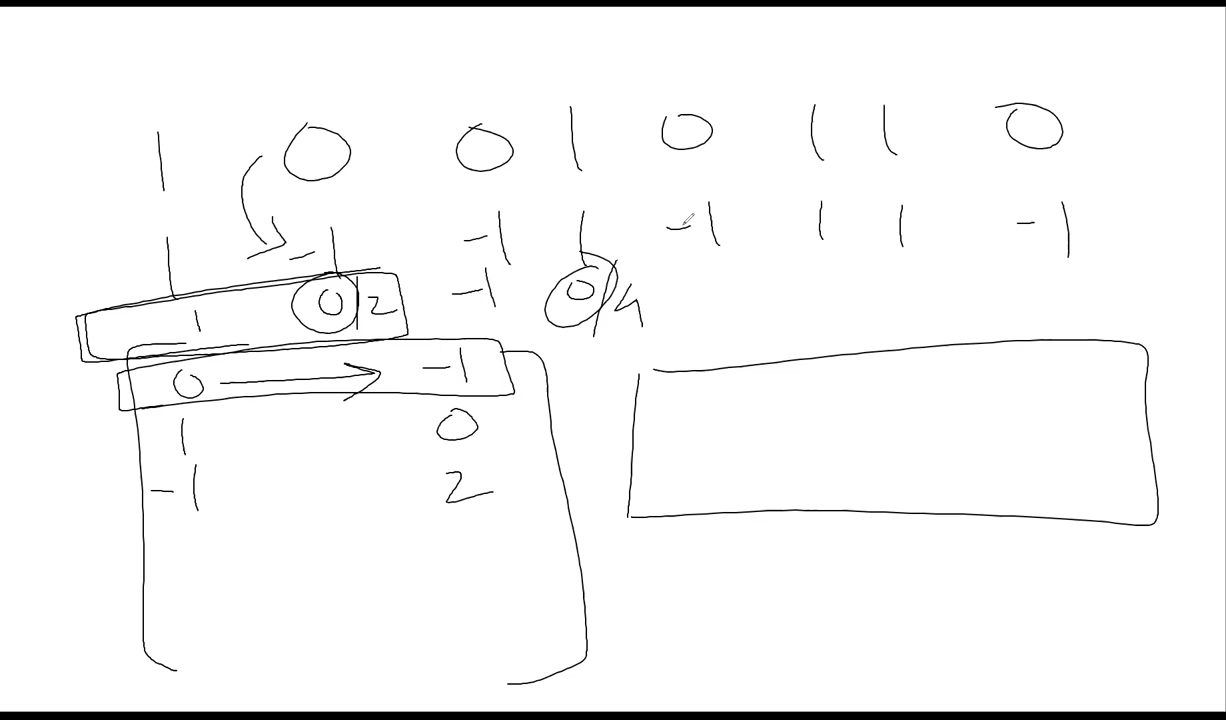 1 0 0 1 0 1 1 0
1 -1 -1 1 -1 1 1 -1
1 0/2 -1 0/4
0 → -1
1 0
-1 2